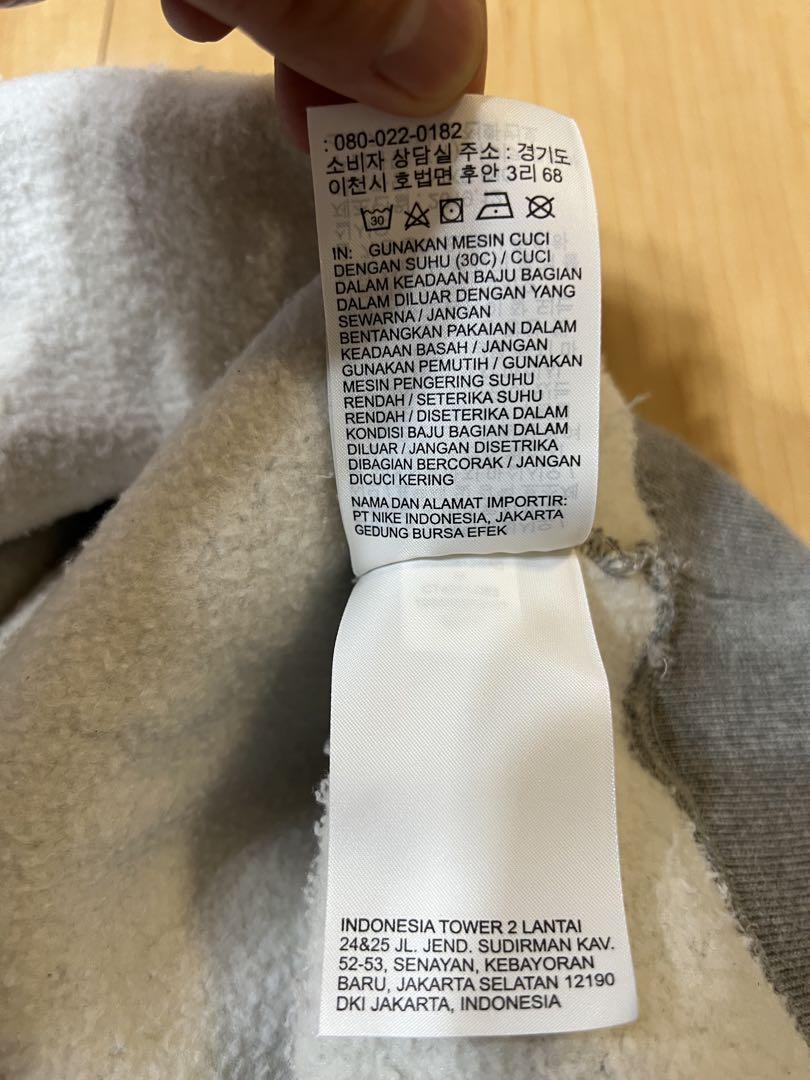 : 080-022-0182
소비자 상담실 주소 : 경기도
이천시 호법면 후안 3리 68
30
IN: GUNAKAN MESIN CUCI
DENGAN SUHU (30C) / CUCI
DALAM KEADAAN BAJU BAGIAN
DALAM DILUAR DENGAN YANG
SEWARNA / JANGAN
BENTANGKAN PAKAIAN DALAM
KEADAAN BASAH / JANGAN
GUNAKAN PEMUTIH / GUNAKAN
MESIN PENGERING SUHU
RENDAH / SETERIKA SUHU
RENDAH / DISETERIKA DALAM
KONDISI BAJU BAGIAN DALAM
DILUAR / JANGAN DISETRIKA
DIBAGIAN BERCORAK / JANGAN
DICUCI KERING
NAMA DAN ALAMAT IMPORTIR:
PT NIKE INDONESIA, JAKARTA
GEDUNG BURSA EFEK
INDONESIA TOWER 2 LANTAI
24&25 JL. JEND. SUDIRMAN KAV.
52-53, SENAYAN, KEBAYORAN
BARU, JAKARTA SELATAN 12190
DKI JAKARTA, INDONESIA